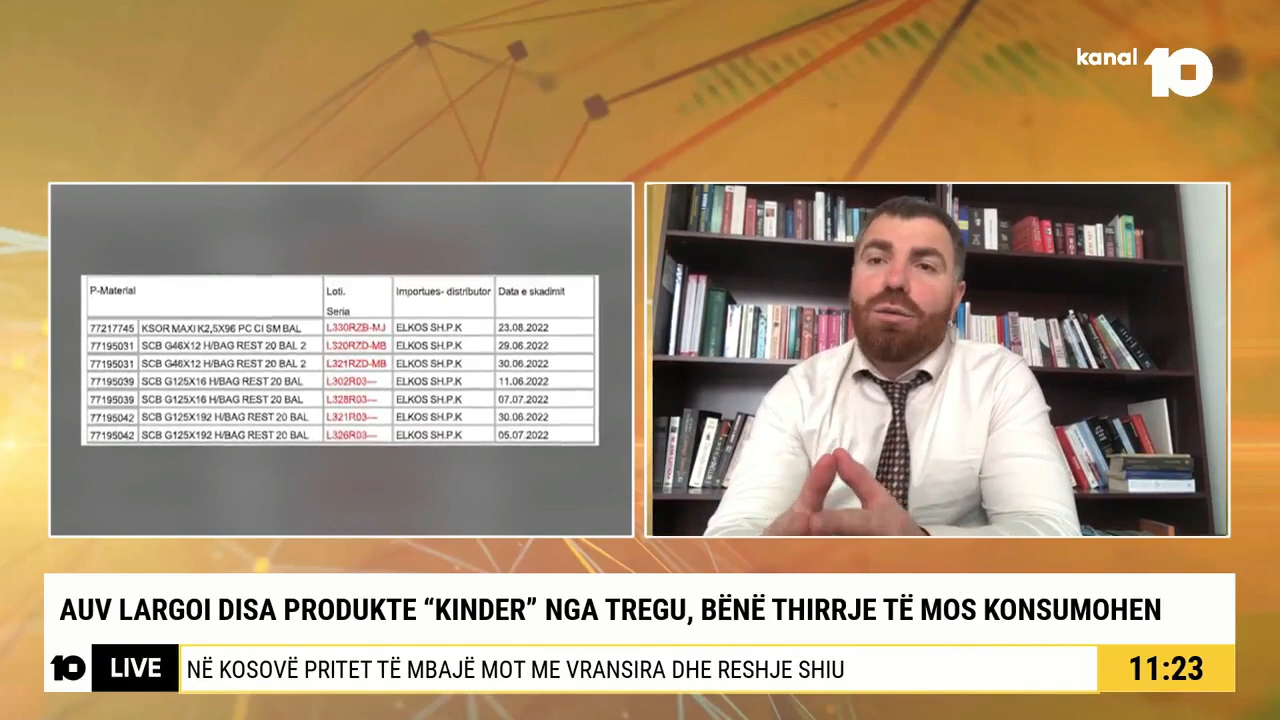 kanal 10
P-Material Loti. Seria Importues- distributor Data e skadimit
77217745 KSOR MAXI K2,5X96 PC CI SM BAL L330RZB-MJ ELKOS SH.P.K 23.08.2022
77195031 SCB G46X12 H/BAG REST 20 BAL 2 L320RZD-MB ELKOS SH.P.K 29.06.2022
77195031 SCB G46X12 H/BAG REST 20 BAL 2 L321RZD-MB ELKOS SH.P.K 30.06.2022
77195039 SCB G125X16 H/BAG REST 20 BAL L302R03--- ELKOS SH.P.K 11.06.2022
77195039 SCB G125X16 H/BAG REST 20 BAL L328R03--- ELKOS SH.P.K 07.07.2022
77195042 SCB G125X192 H/BAG REST 20 BAL L321R03--- ELKOS SH.P.K 30.06.2022
77195042 SCB G125X192 H/BAG REST 20 BAL L326R03--- ELKOS SH.P.K 05.07.2022
AUV LARGOI DISA PRODUKTE “KINDER” NGA TREGU, BËNË THIRRJE TË MOS KONSUMOHEN
10 LIVE NË KOSOVË PRITET TË MBAJË MOT ME VRANSIRA DHE RESHJE SHIU 11:23